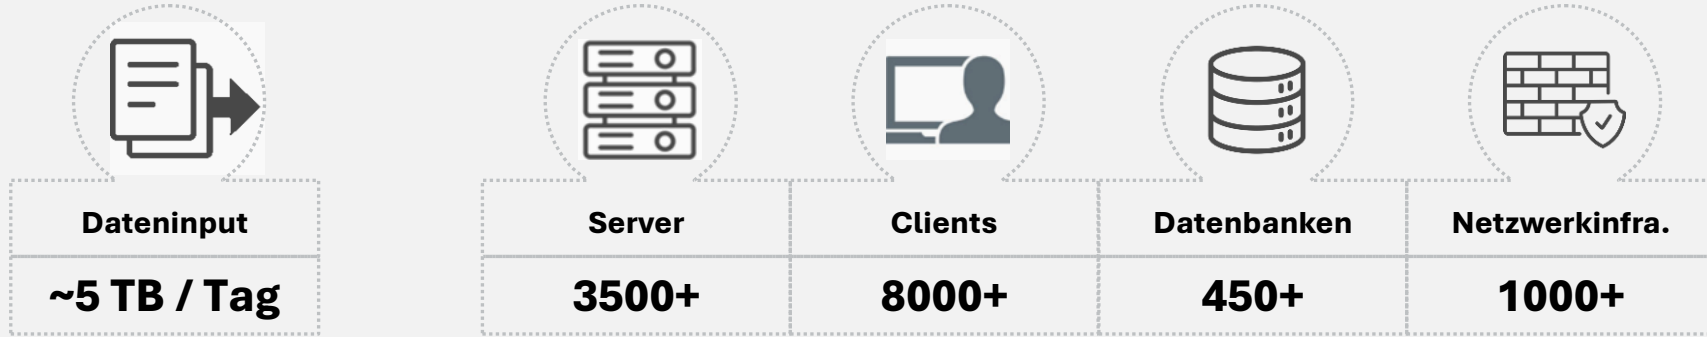 Dateninput
~5 TB / Tag
Server
Clients
Datenbanken
Netzwerkinfra.
3500+
8000+
450+
1000+